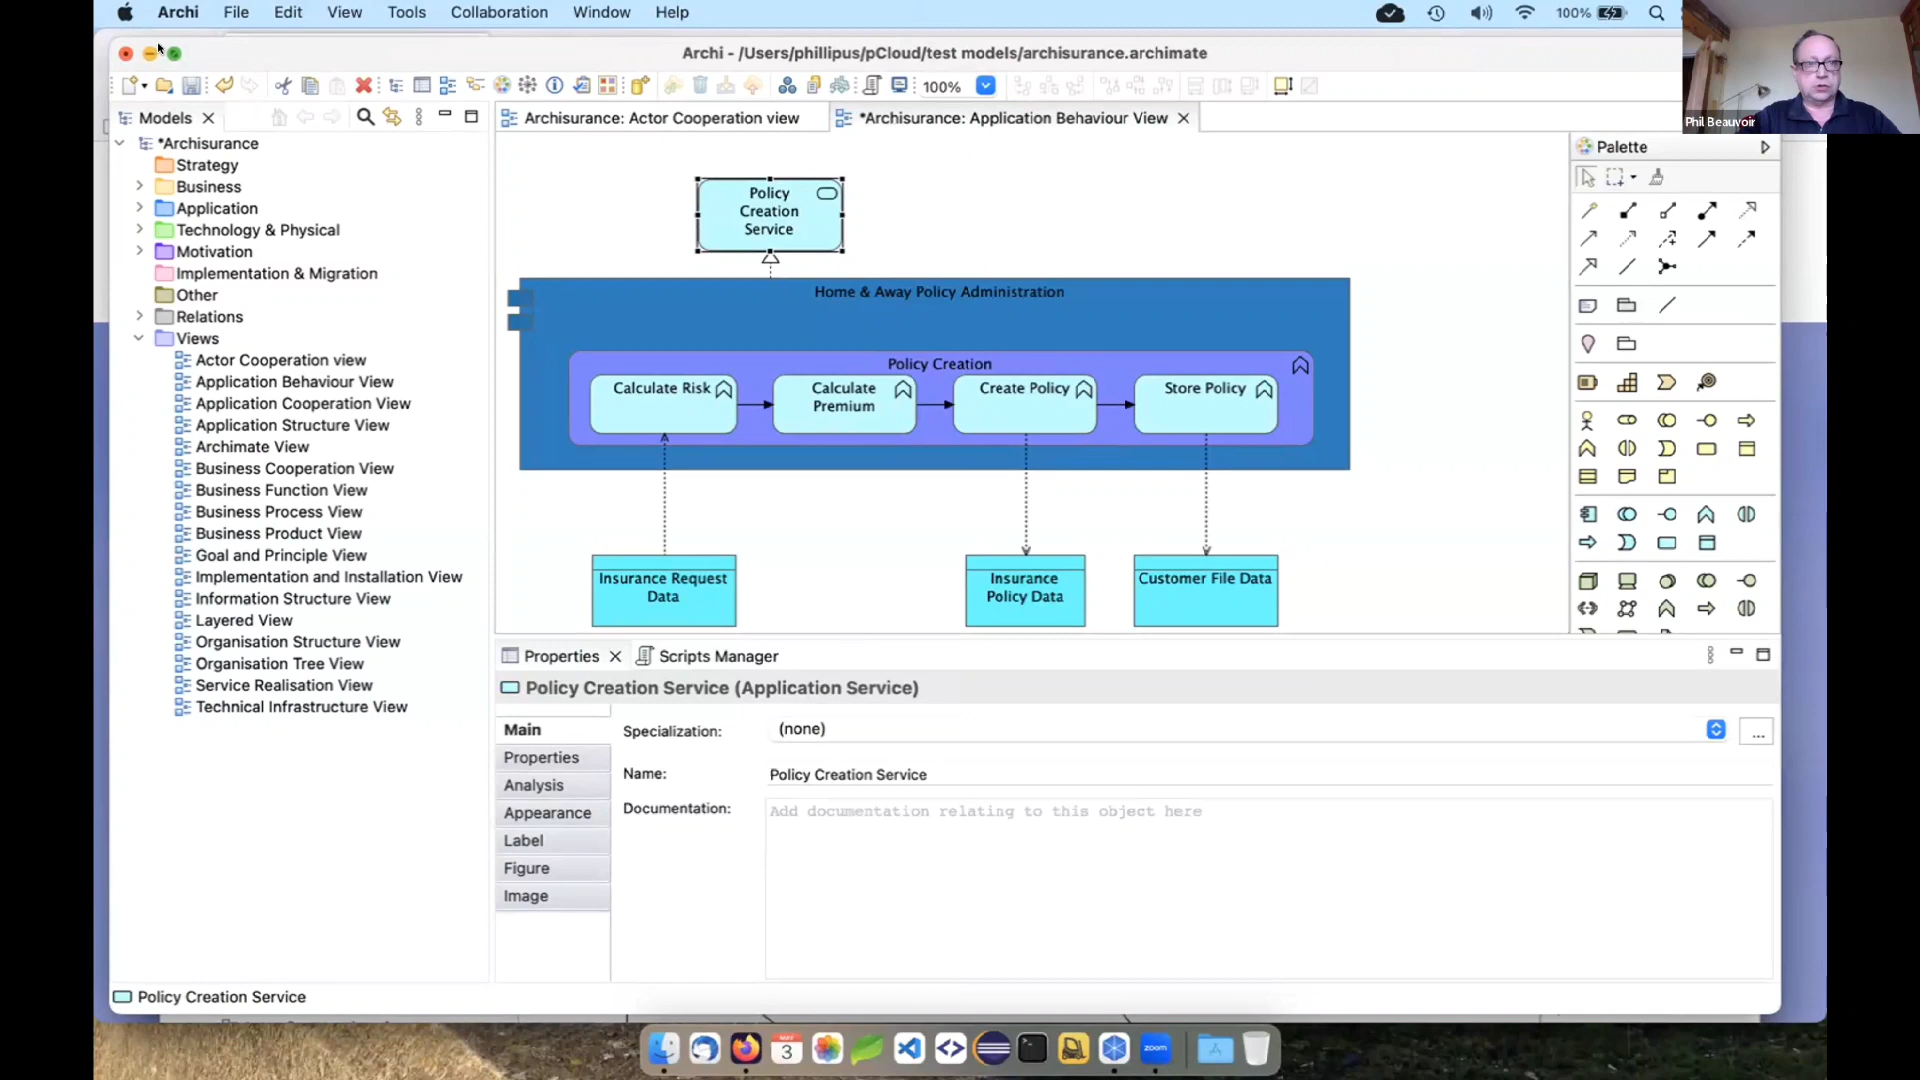 Archi File Edit View Tools Collaboration Window Help
100%
Archi - /Users/phillipus/pCloud/test models/archisurance.archimate
Phil Beauvoir
100%
Models
Archisurance: Actor Cooperation view
*Archisurance: Application Behaviour View
*Archisurance
Strategy
Business
Application
Technology & Physical
Motivation
Implementation & Migration
Other
Relations
Views
Actor Cooperation view
Application Behaviour View
Application Cooperation View
Application Structure View
Archimate View
Business Cooperation View
Business Function View
Business Process View
Business Product View
Goal and Principle View
Implementation and Installation View
Information Structure View
Layered View
Organisation Structure View
Organisation Tree View
Service Realisation View
Technical Infrastructure View
Policy
Creation
Service
Home & Away Policy Administration
Policy Creation
Calculate Risk
Calculate
Premium
Create Policy
Store Policy
Insurance Request
Data
Insurance
Policy Data
Customer File Data
Palette
Properties
Scripts Manager
Policy Creation Service (Application Service)
Main
Properties
Analysis
Appearance
Label
Figure
Image
Specialization:
(none)
...
Name:
Policy Creation Service
Documentation:
Add documentation relating to this object here
Policy Creation Service
3
zoom